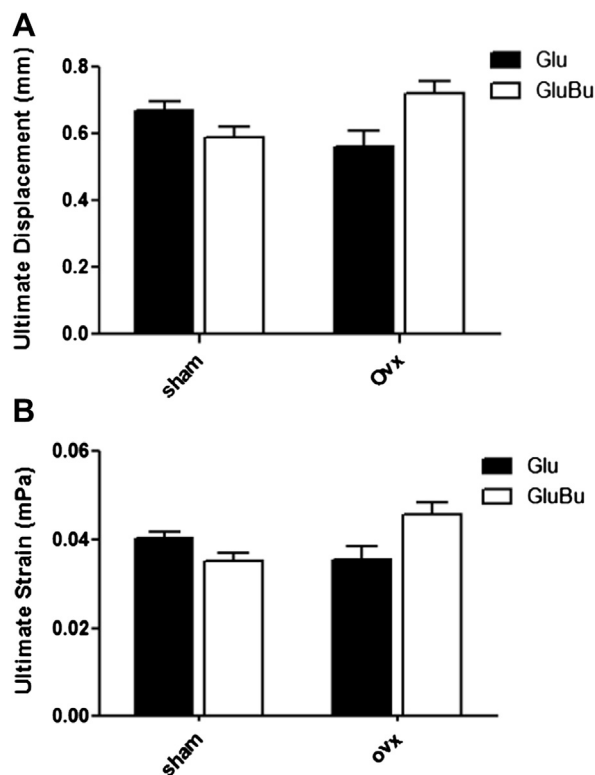 A
Ultimate Displacement (mm)
0.8
0.6
0.4
0.2
0.0
sham
Ovx
Glu
GluBu
B
Ultimate Strain (mPa)
0.06
0.04
0.02
0.00
sham
ovx
Glu
GluBu